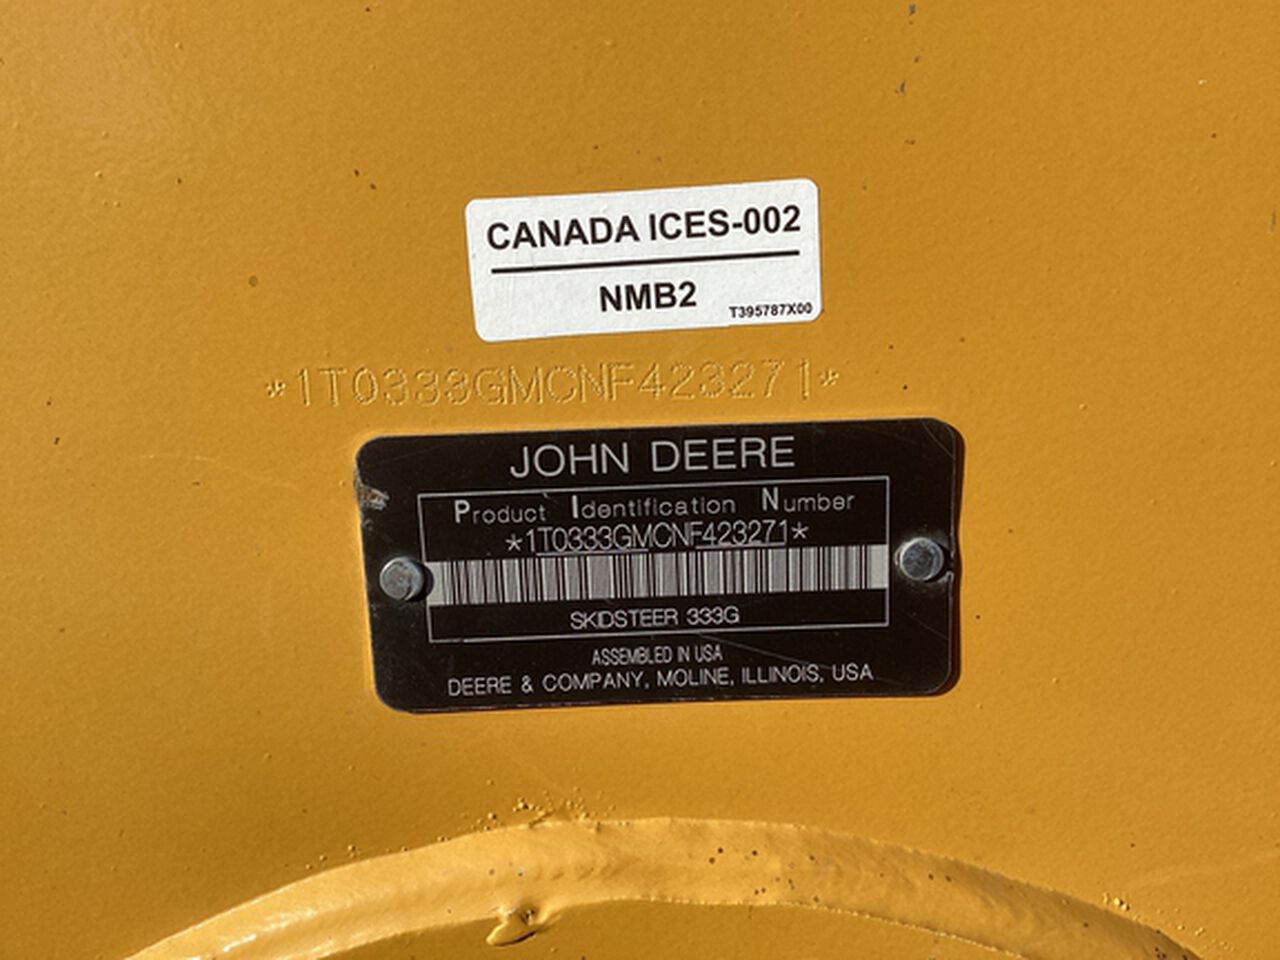 CANADA ICES-002
NMB2
T395787X00
*1T0333GMCNF423271*
JOHN DEERE
Product Identification Number
*1T0333GMCNF423271*
SKIDSTEER 333G
ASSEMBLED IN USA
DEERE & COMPANY, MOLINE, ILLINOIS, USA